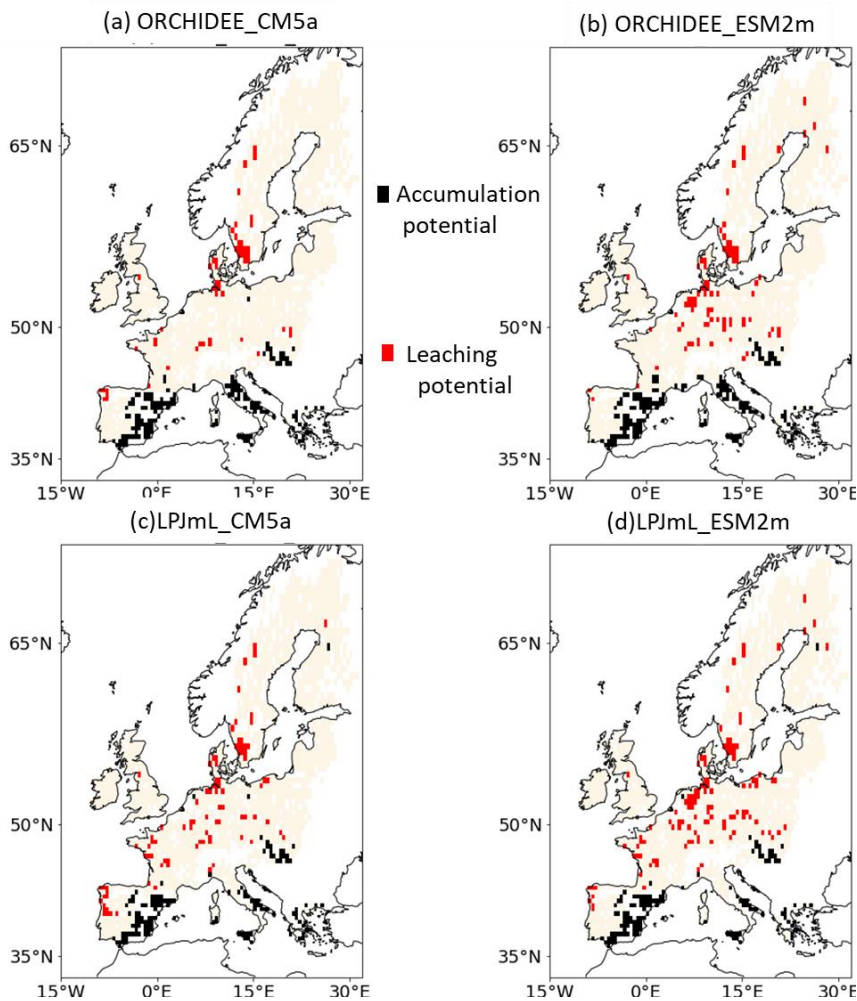 (a) ORCHIDEE_CM5a
(b) ORCHIDEE_ESM2m
65°N
50°N
35°N
15°W 0°E 15°E 30°E
Accumulation
potential
Leaching
potential
65°N
50°N
35°N
15°W 0°E 15°E 30°E
(c)LPJmL_CM5a
(d)LPJmL_ESM2m
65°N
50°N
35°N
15°W 0°E 15°E 30°E
65°N
50°N
35°N
15°W 0°E 15°E 30°E